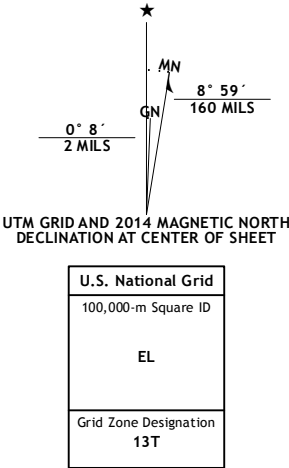 MN
8° 59´
160 MILS
GN
0° 8´
2 MILS
UTM GRID AND 2014 MAGNETIC NORTH
DECLINATION AT CENTER OF SHEET
U.S. National Grid
100,000-m Square ID
EL
Grid Zone Designation
13T